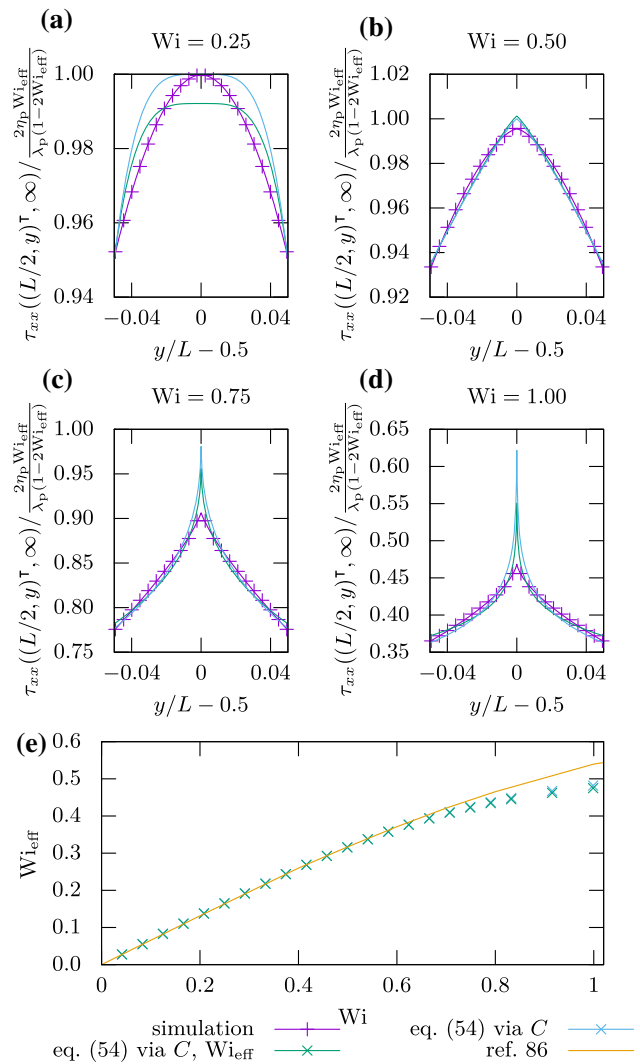 (a)
Wi = 0.25
τxx((L/2, y)⊺, ∞)/ 2ηp Wieff / λp(1−2Wieff)
1.00
0.98
0.96
0.94
−0.04 0 0.04
y/L − 0.5
(b)
Wi = 0.50
τxx((L/2, y)⊺, ∞)/ 2ηp Wieff / λp(1−2Wieff)
1.02
1.00
0.98
0.96
0.94
0.92
−0.04 0 0.04
y/L − 0.5
(c)
Wi = 0.75
τxx((L/2, y)⊺, ∞)/ 2ηp Wieff / λp(1−2Wieff)
1.00
0.95
0.90
0.85
0.80
0.75
−0.04 0 0.04
y/L − 0.5
(d)
Wi = 1.00
τxx((L/2, y)⊺, ∞)/ 2ηp Wieff / λp(1−2Wieff)
0.65
0.60
0.55
0.50
0.45
0.40
0.35
−0.04 0 0.04
y/L − 0.5
(e)
Wieff
0.6
0.5
0.4
0.3
0.2
0.1
0.0
0 0.2 0.4 0.6 0.8 1
Wi
simulation
eq. (54) via C, Wieff
eq. (54) via C
ref. 86